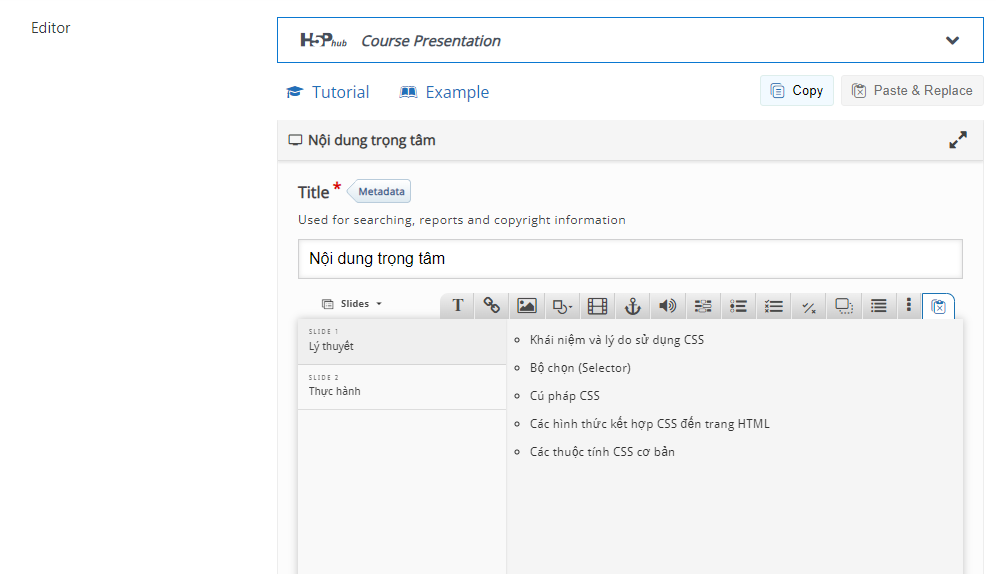 Editor
H5P hub Course Presentation
Tutorial Example Copy Paste & Replace
Nội dung trọng tâm
Title * Metadata
Used for searching, reports and copyright information
Nội dung trọng tâm
Slides T
SLIDE 1
Lý thuyết
SLIDE 2
Thực hành
Khái niệm và lý do sử dụng CSS
Bộ chọn (Selector)
Cú pháp CSS
Các hình thức kết hợp CSS đến trang HTML
Các thuộc tính CSS cơ bản